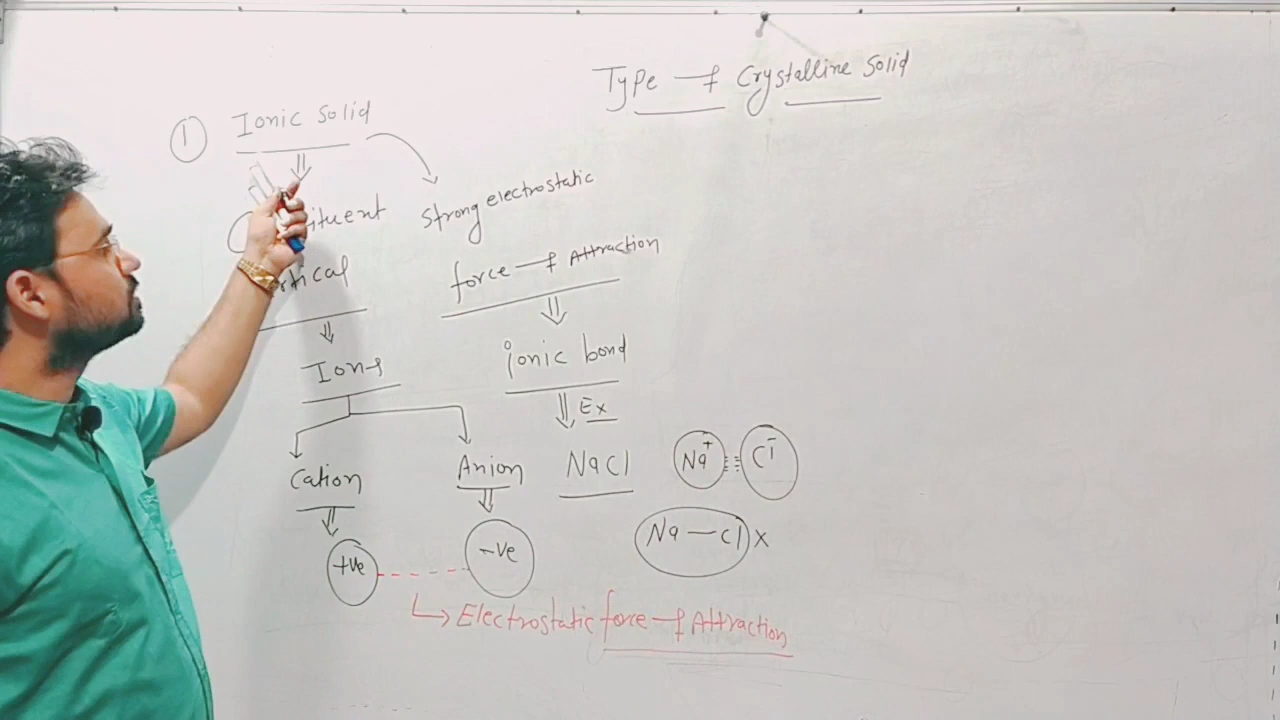 Type of Crystalline Solid
① Ionic Solid
Strong electrostatic
force of Attraction
Ions
ionic bond
Ex
Cation
Anion
NaCl
Na⁺ Cl⁻
Na—Cl x
+ve
-ve
Electrostatic force of Attraction